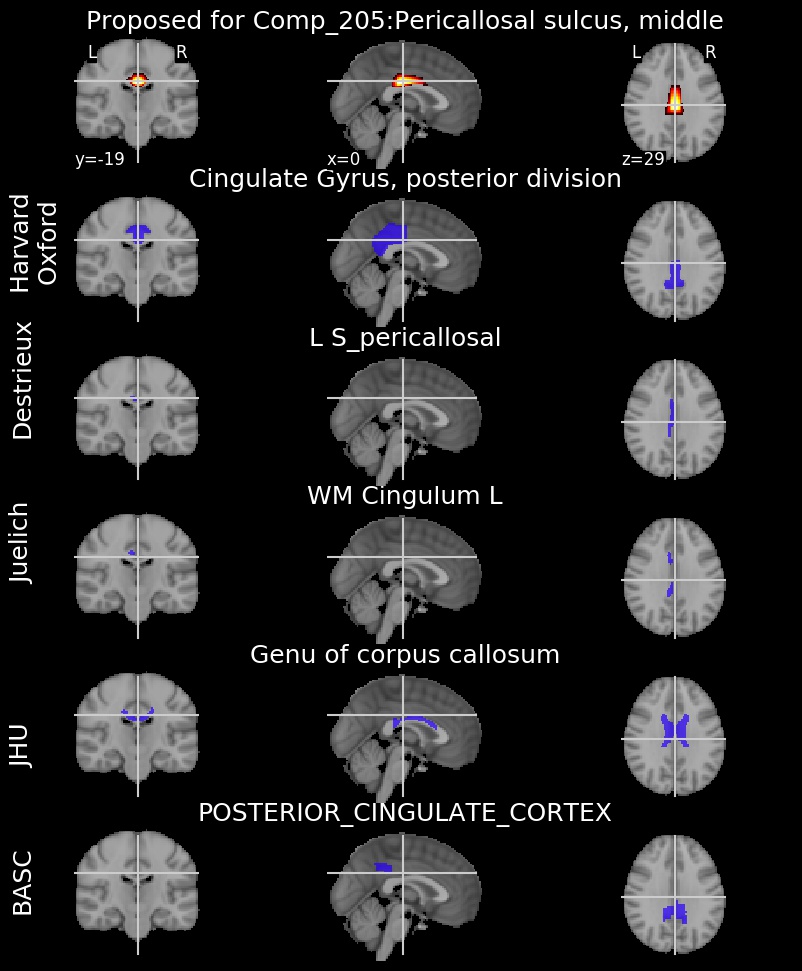 Proposed for Comp_205:Pericallosal sulcus, middle
L R L R
y=-19 x=0 z=29
Harvard
Oxford
Cingulate Gyrus, posterior division
Destrieux
L S_pericallosal
Juelich
WM Cingulum L
JHU
Genu of corpus callosum
BASC
POSTERIOR_CINGULATE_CORTEX